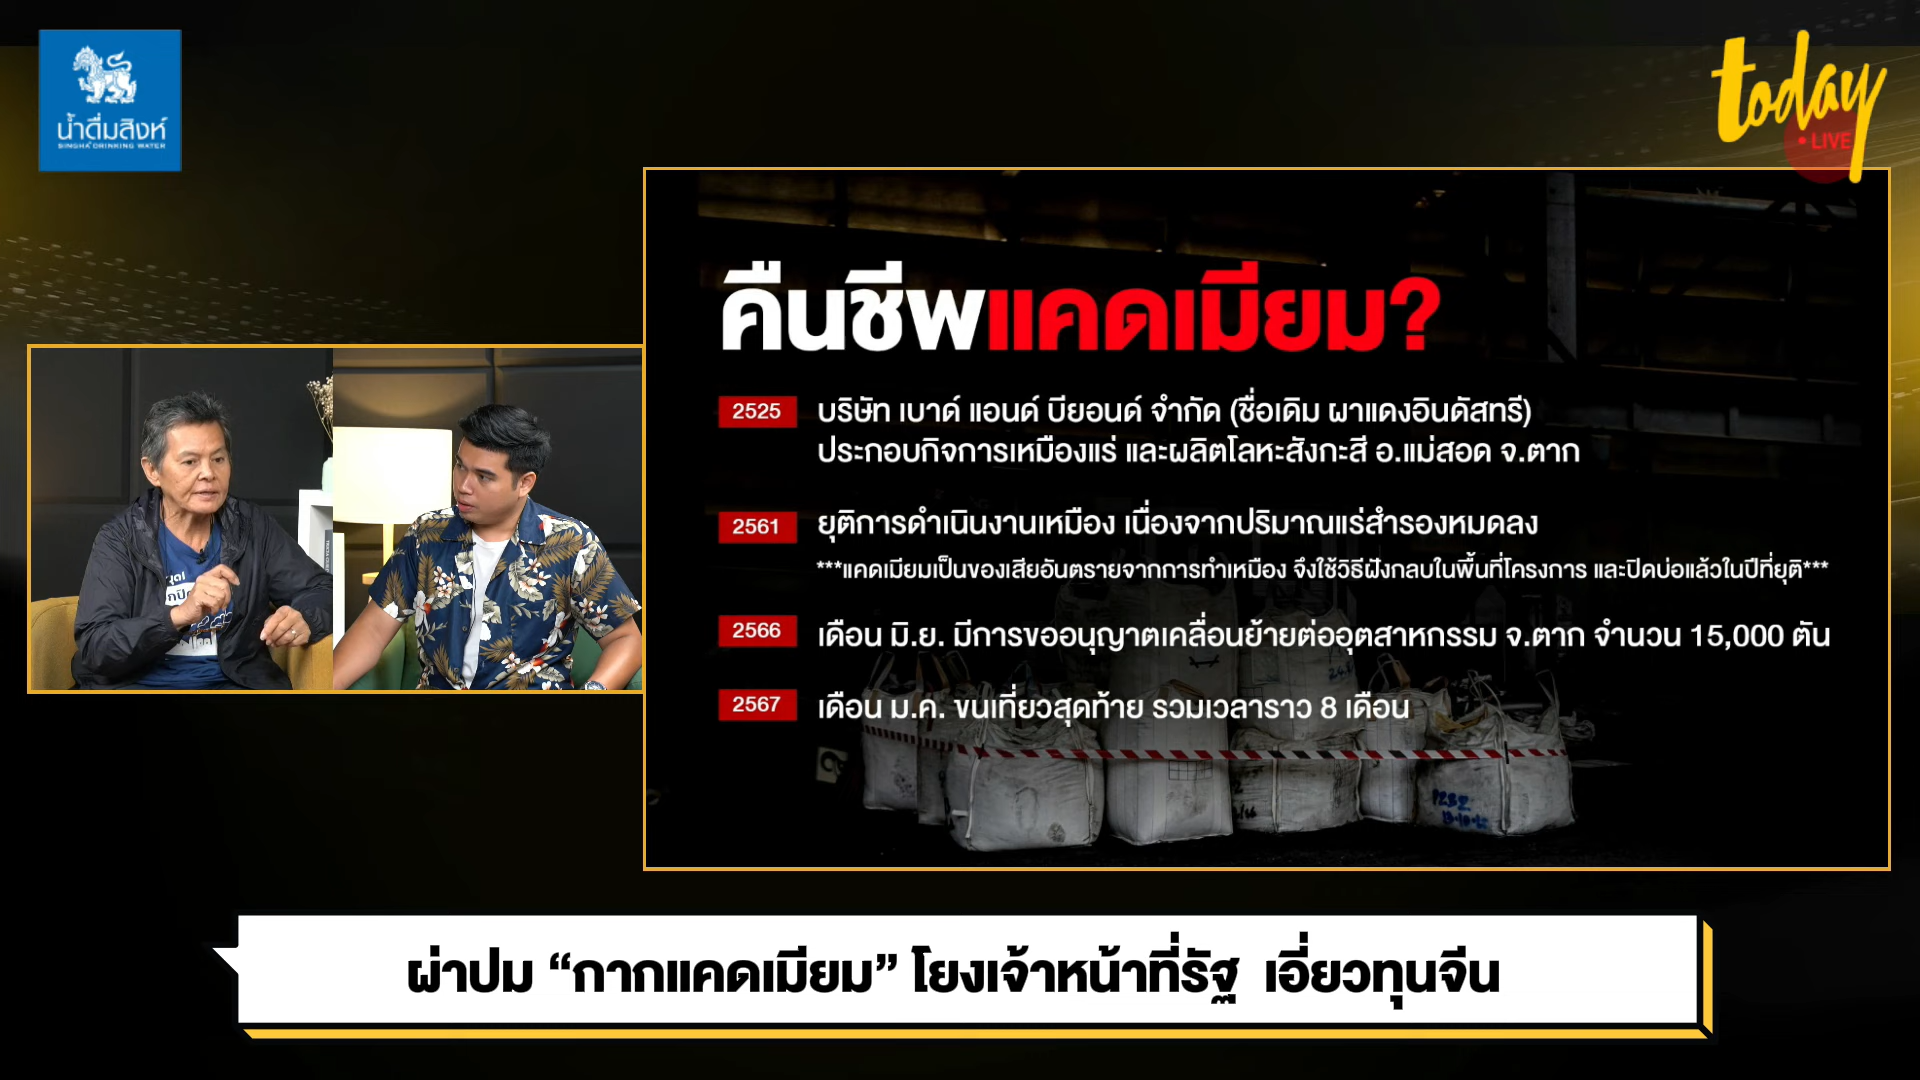 น้ำดื่มสิงห์
SINGHA DRINKING WATER
today
• LIVE
คืนชีพแคดเมียม?
2525 บริษัท เบาด์ แอนด์ บียอนด์ จำกัด (ชื่อเดิม ผาแดงอินดัสทรี)
ประกอบกิจการเหมืองแร่ และผลิตโลหะสังกะสี อ.แม่สอด จ.ตาก
2561 ยุติการดำเนินงานเหมือง เนื่องจากปริมาณแร่สำรองหมดลง
***แคดเมียมเป็นของเสียอันตรายจากการทำเหมือง จึงใช้วิธีฝังกลบในพื้นที่โครงการ และปิดบ่อแล้วในปีที่ยุติ***
2566 เดือน มิ.ย. มีการขออนุญาตเคลื่อนย้ายต่ออุตสาหกรรม จ.ตาก จำนวน 15,000 ตัน
2567 เดือน ม.ค. ขนเที่ยวสุดท้าย รวมเวลาราว 8 เดือน
ผ่าปม “กากแคดเมียม” โยงเจ้าหน้าที่รัฐ เอี่ยวทุนจีน